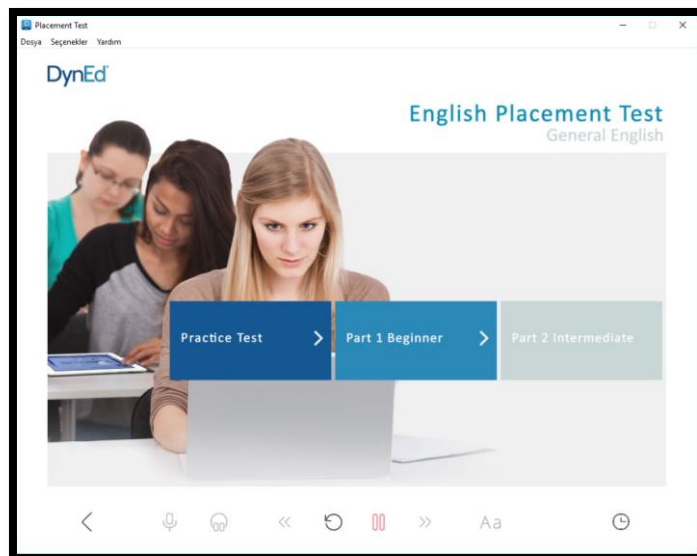 Placement Test
Dosya Seçenekler Yardım
DynEd
English Placement Test
General English
Practice Test
Part 1 Beginner
Part 2 Intermediate
Aa